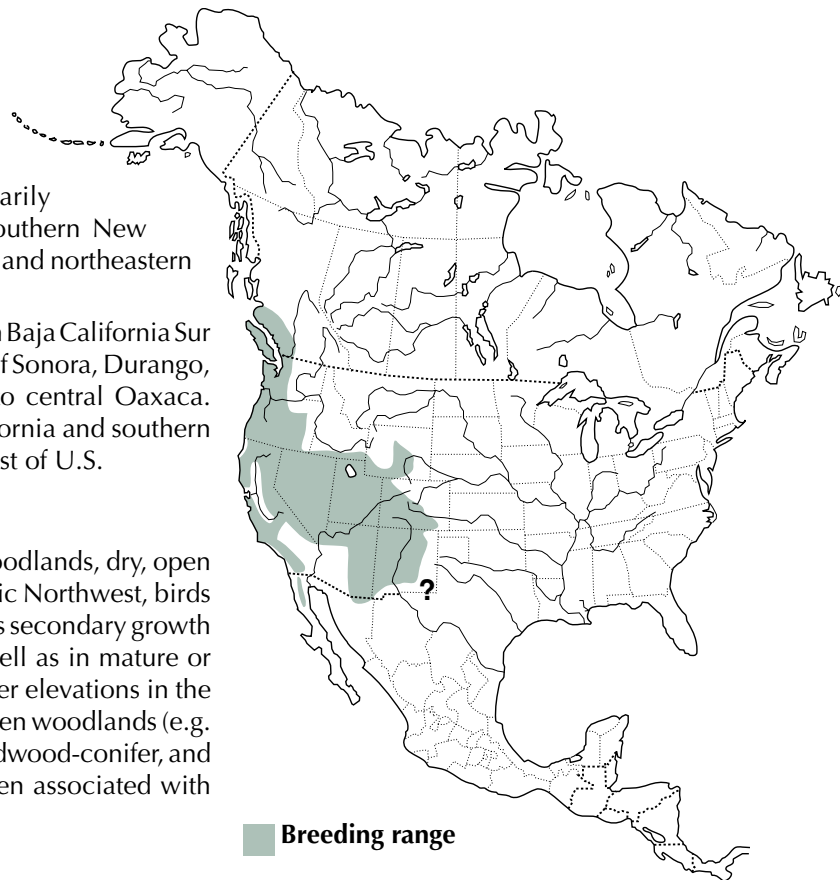 arily
outhern New
and northeastern
Baja California Sur
f Sonora, Durango,
o central Oaxaca.
ornia and southern
st of U.S.
oodlands, dry, open
ic Northwest, birds
s secondary growth
ell as in mature or
er elevations in the
en woodlands (e.g.
dwood-conifer, and
en associated with
?
Breeding range